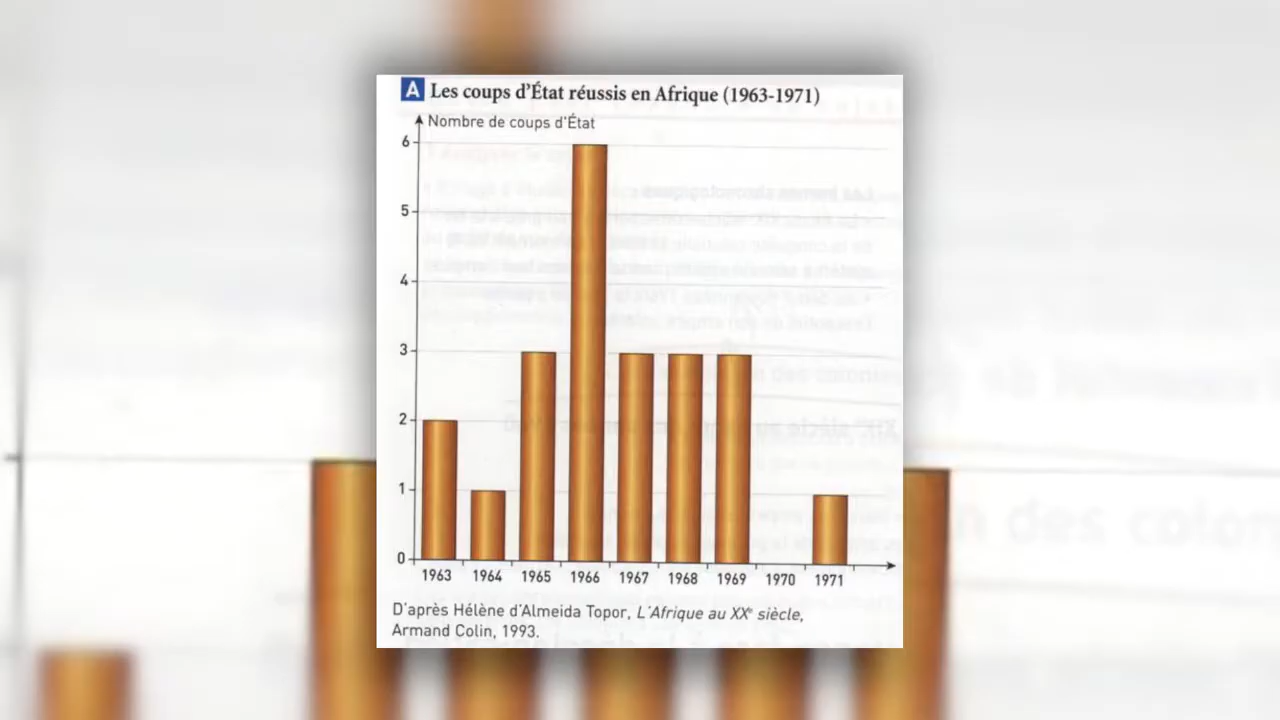 A Les coups d'État réussis en Afrique (1963-1971)
Nombre de coups d'État
6
5
4
3
2
1
0
1963 1964 1965 1966 1967 1968 1969 1970 1971
D'après Hélène d'Almeida Topor, L'Afrique au XXe siècle,
Armand Colin, 1993.